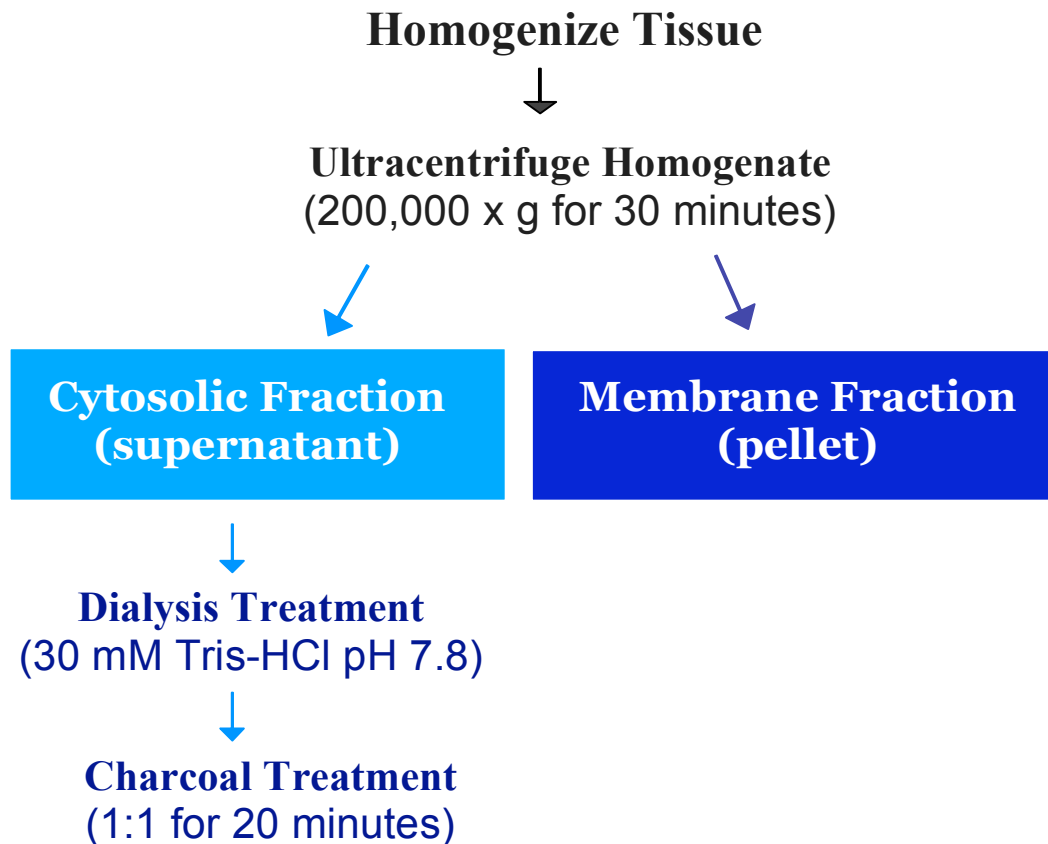 Homogenize Tissue
Ultracentrifuge Homogenate
(200,000 x g for 30 minutes)
Cytosolic Fraction
(supernatant)
Membrane Fraction
(pellet)
Dialysis Treatment
(30 mM Tris-HCl pH 7.8)
Charcoal Treatment
(1:1 for 20 minutes)